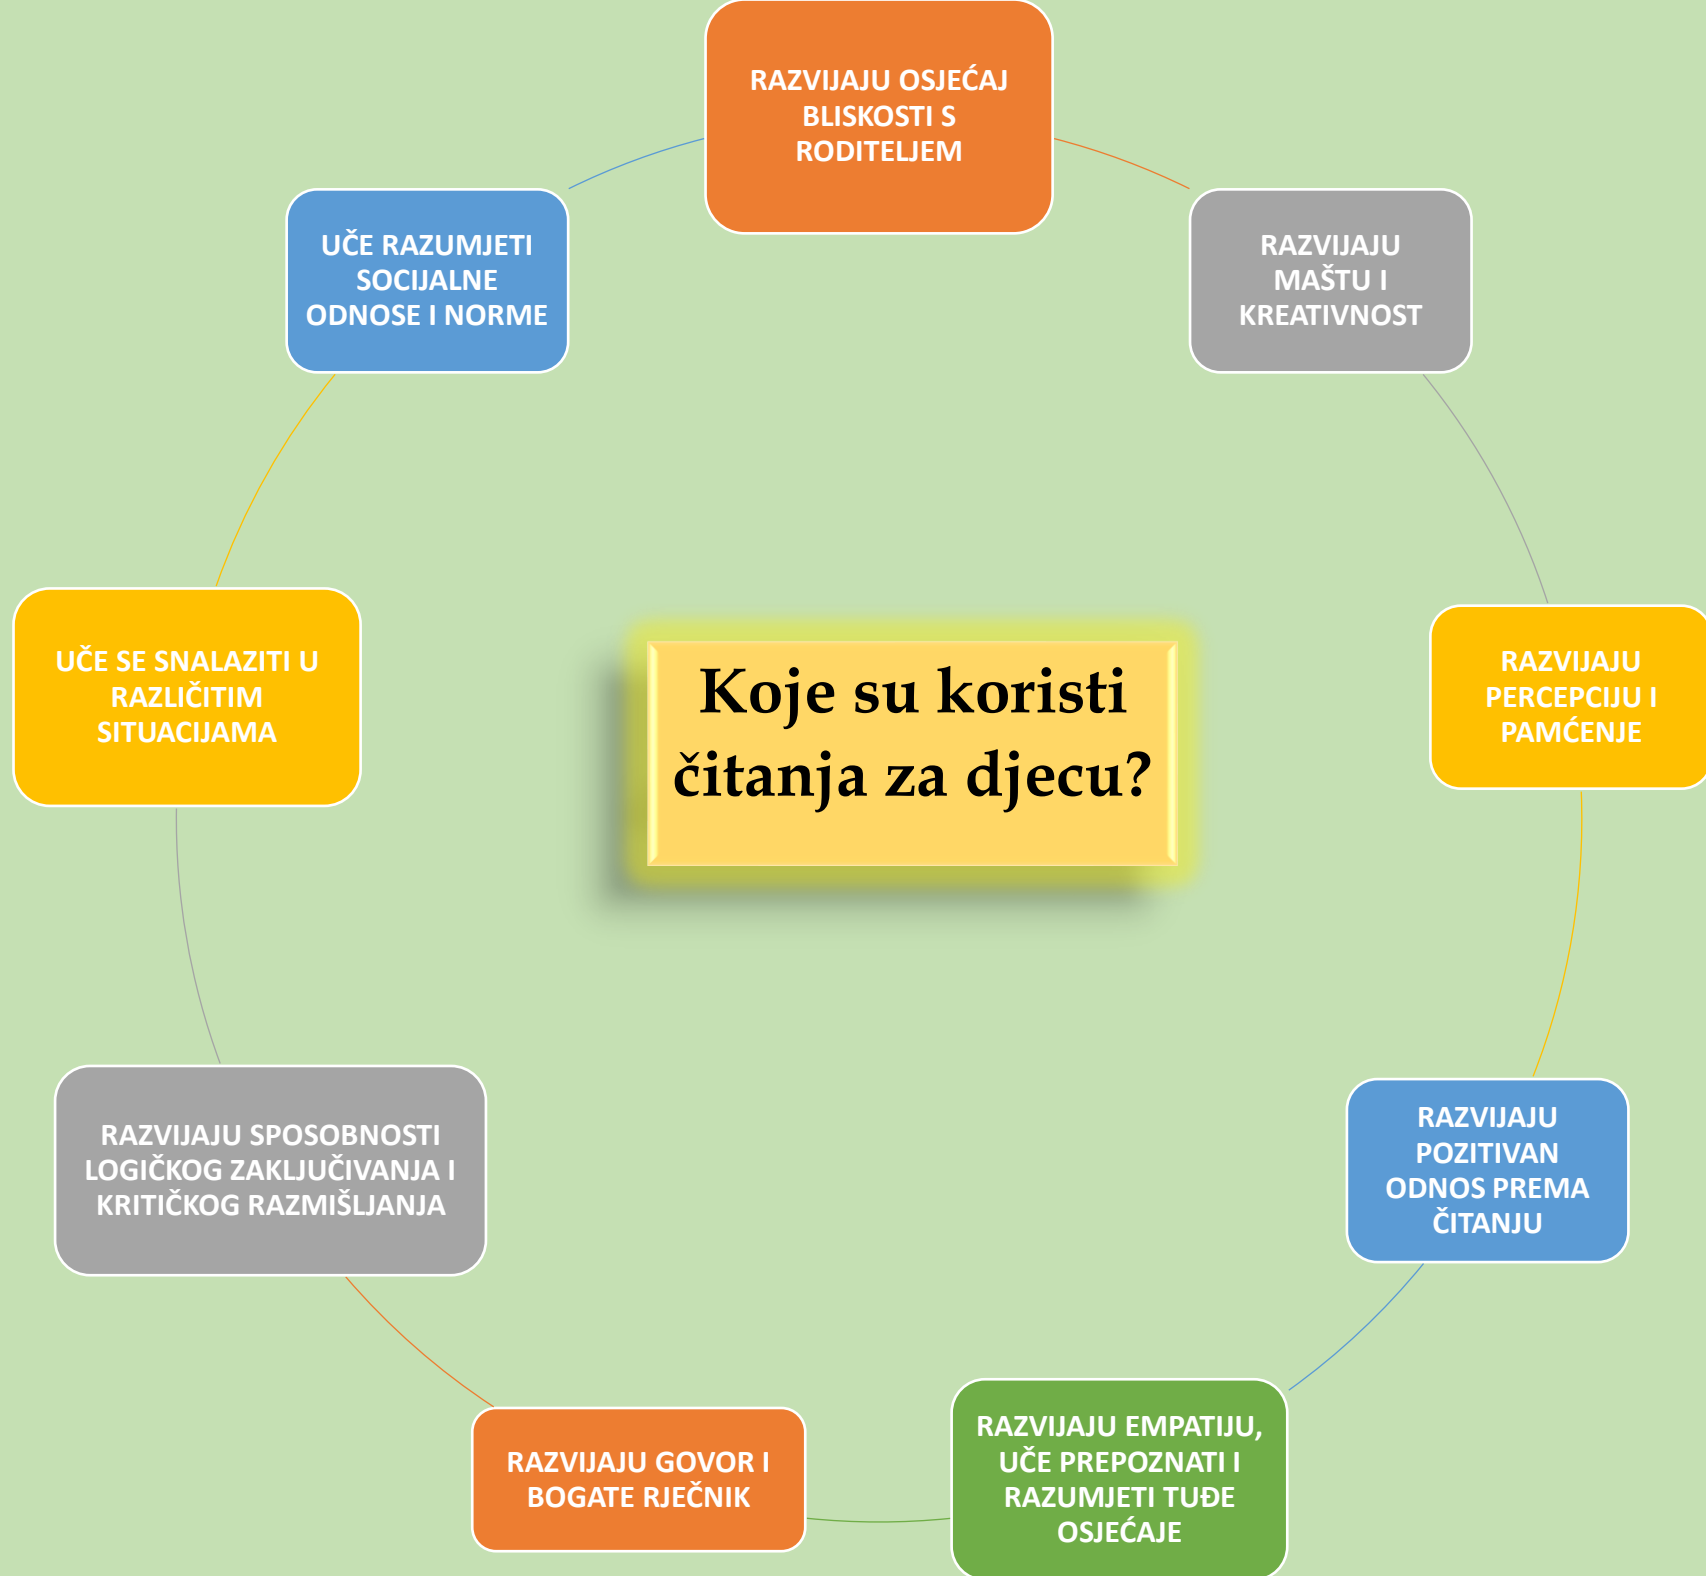 RAZVIJAJU OSJEĆAJ
BLISKOSTI S
RODITELJEM
RAZVIJAJU
MAŠTU I
KREATIVNOST
RAZVIJAJU
PERCEPCIJU I
PAMĆENJE
RAZVIJAJU
POZITIVAN
ODNOS PREMA
ČITANJU
RAZVIJAJU EMPATIJU,
UČE PREPOZNATI I
RAZUMJETI TUĐE
OSJEĆAJE
RAZVIJAJU GOVOR I
BOGATE RJEČNIK
RAZVIJAJU SPOSOBNOSTI
LOGIČKOG ZAKLJUČIVANJA I
KRITIČKOG RAZMIŠLJANJA
UČE SE SNALAZITI U
RAZLIČITIM
SITUACIJAMA
UČE RAZUMJETI
SOCIJALNE
ODNOSE I NORME
Koje su koristi
čitanja za djecu?